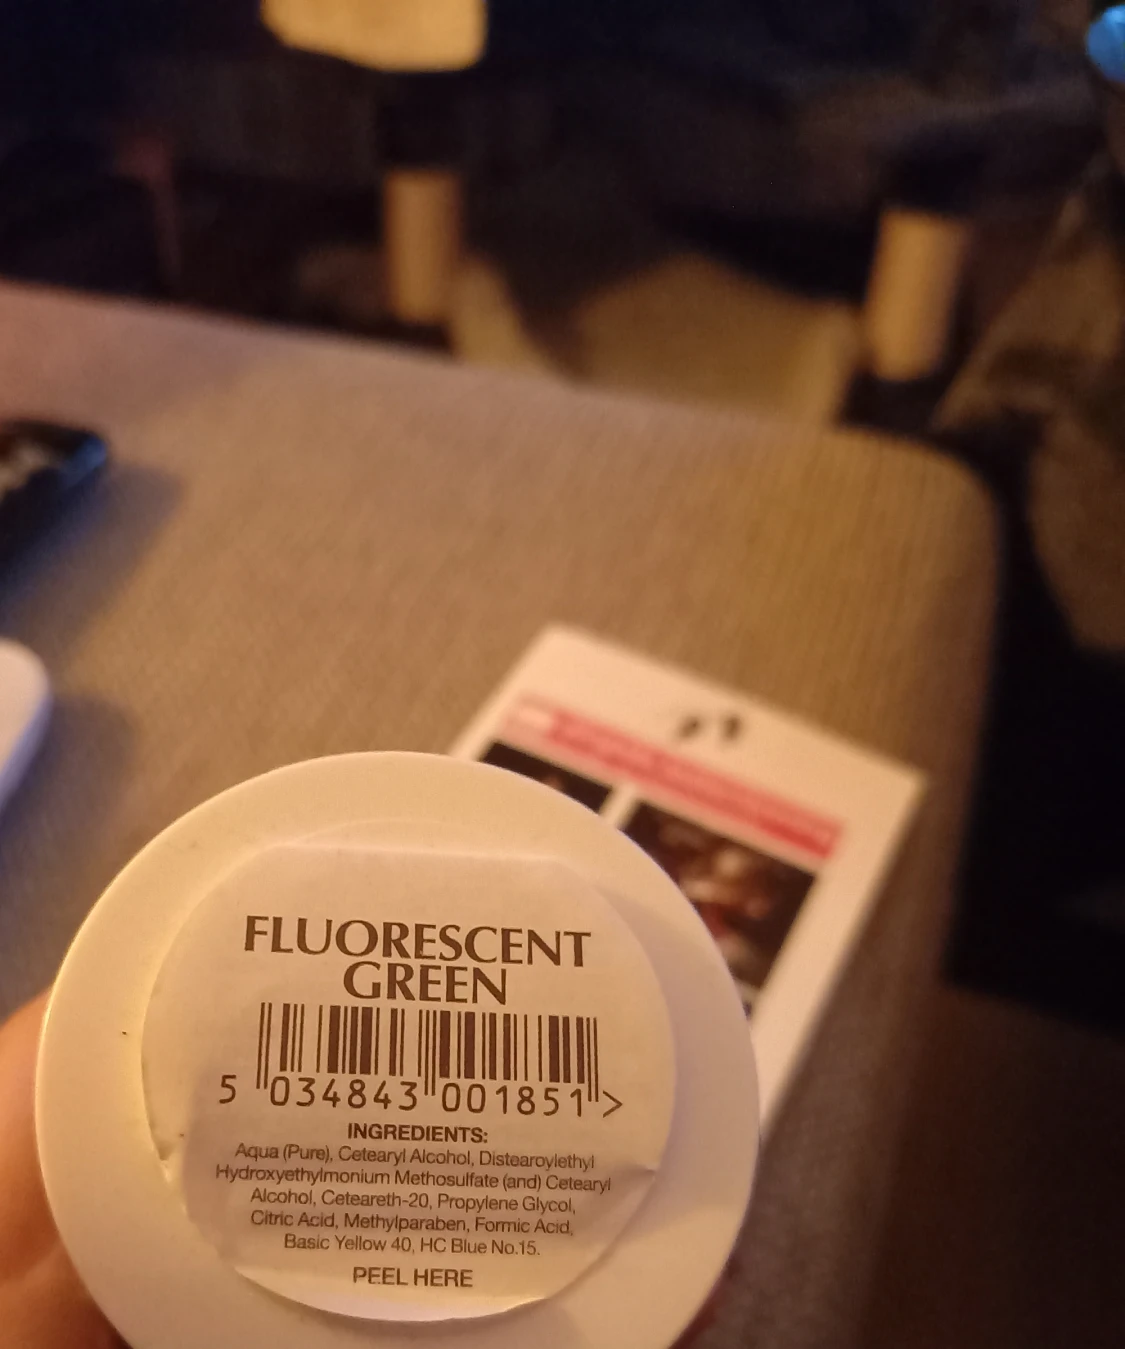 FLUORESCENT
GREEN
5 034843 001851 >
INGREDIENTS:
Aqua (Pure), Cetearyl Alcohol, Distearoylethyl
Hydroxyethylmonium Methosulfate (and) Cetearyl
Alcohol, Ceteareth-20, Propylene Glycol,
Citric Acid, Methylparaben, Formic Acid,
Basic Yellow 40, HC Blue No.15.
PEEL HERE